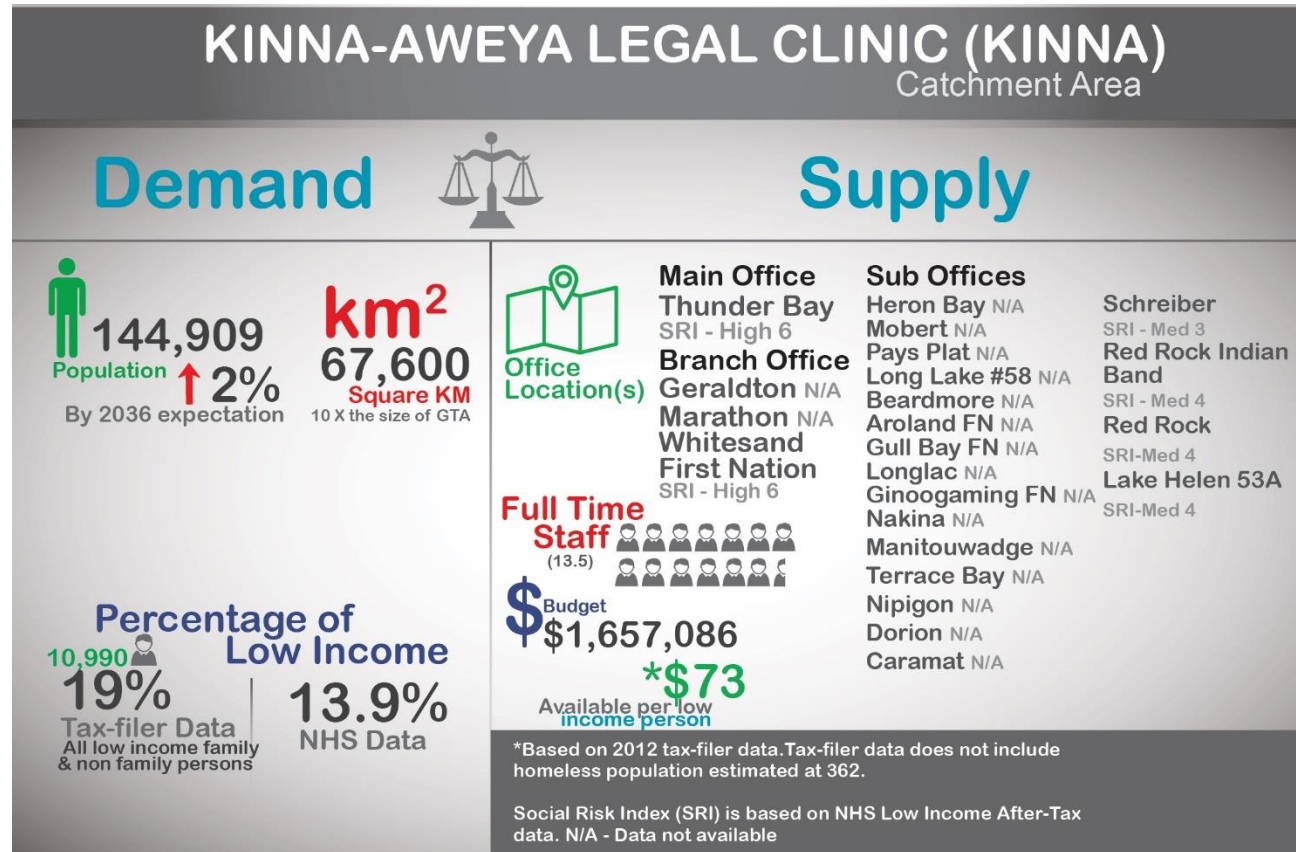 KINNA-AWEYA LEGAL CLINIC (KINNA)
Catchment Area
Demand
Supply
144,909
Population
2%
By 2036 expectation
km²
67,600
Square KM
10 X the size of GTA
Percentage of
Low Income
10,990
19%
Tax-filer Data
All low income family
& non family persons
13.9%
NHS Data
Office
Location(s)
Main Office
Thunder Bay
SRI - High 6
Branch Office
Geraldton N/A
Marathon N/A
Whitesand
First Nation
SRI - High 6
Sub Offices
Heron Bay N/A
Mobert N/A
Pays Plat N/A
Long Lake #58 N/A
Beardmore N/A
Aroland FN N/A
Gull Bay FN N/A
Longlac N/A
Ginoogaming FN N/A
Nakina N/A
Manitouwadge N/A
Terrace Bay N/A
Nipigon N/A
Dorion N/A
Caramat N/A
Schreiber
SRI - Med 3
Red Rock Indian
Band
SRI - Med 4
Red Rock
SRI-Med 4
Lake Helen 53A
SRI-Med 4
Full Time
Staff
(13.5)
$
Budget
$1,657,086
*$73
Available per low
income person
*Based on 2012 tax-filer data.Tax-filer data does not include
homeless population estimated at 362.
Social Risk Index (SRI) is based on NHS Low Income After-Tax
data. N/A - Data not available